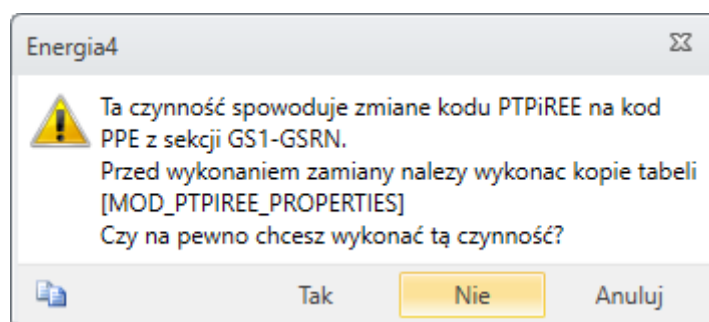 Energia4
Ta czynność spowoduje zmiane kodu PTPiREE na kod
PPE z sekcji GS1-GSRN.
Przed wykonaniem zamiany nalezy wykonac kopie tabeli
[MOD_PTPIREE_PROPERTIES]
Czy na pewno chcesz wykonać tą czynność?
Tak Nie Anuluj